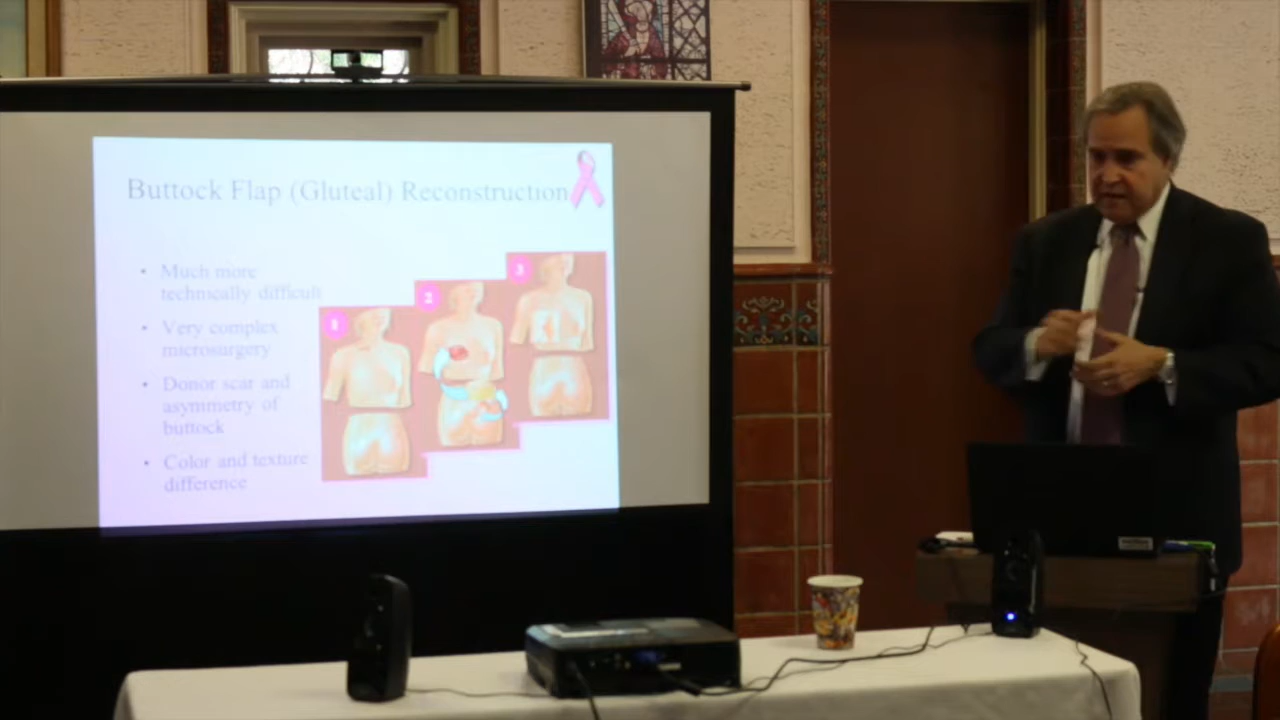 Buttock Flap (Gluteal) Reconstruction
• Much more
technically difficult
• Very complex
microsurgery
• Donor scar and
asymmetry of
buttock
• Color and texture
difference
1
2
3